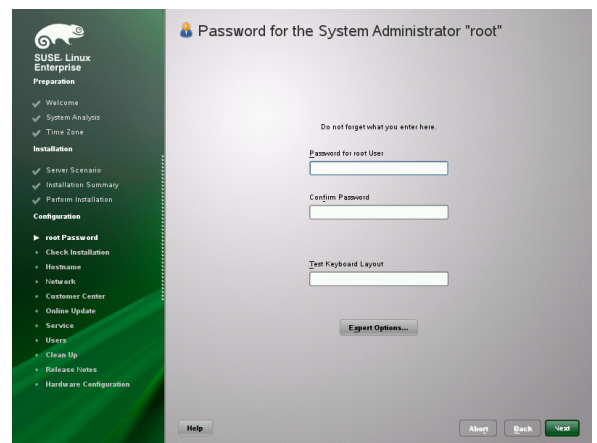 SUSE. Linux
Enterprise
Preparation
Welcome
System Analysis
Time Zone
Installation
Server Scenario
Installation Summary
Perform Installation
Configuration
root Password
Check Installation
Hostname
Network
Customer Center
Online Update
Service
Users
Clean Up
Release Notes
Hardware Configuration
Password for the System Administrator "root"
Do not forget what you enter here.
Password for root User
Confirm Password
Test Keyboard Layout
Expert Options...
Help
Abort
Back
Next